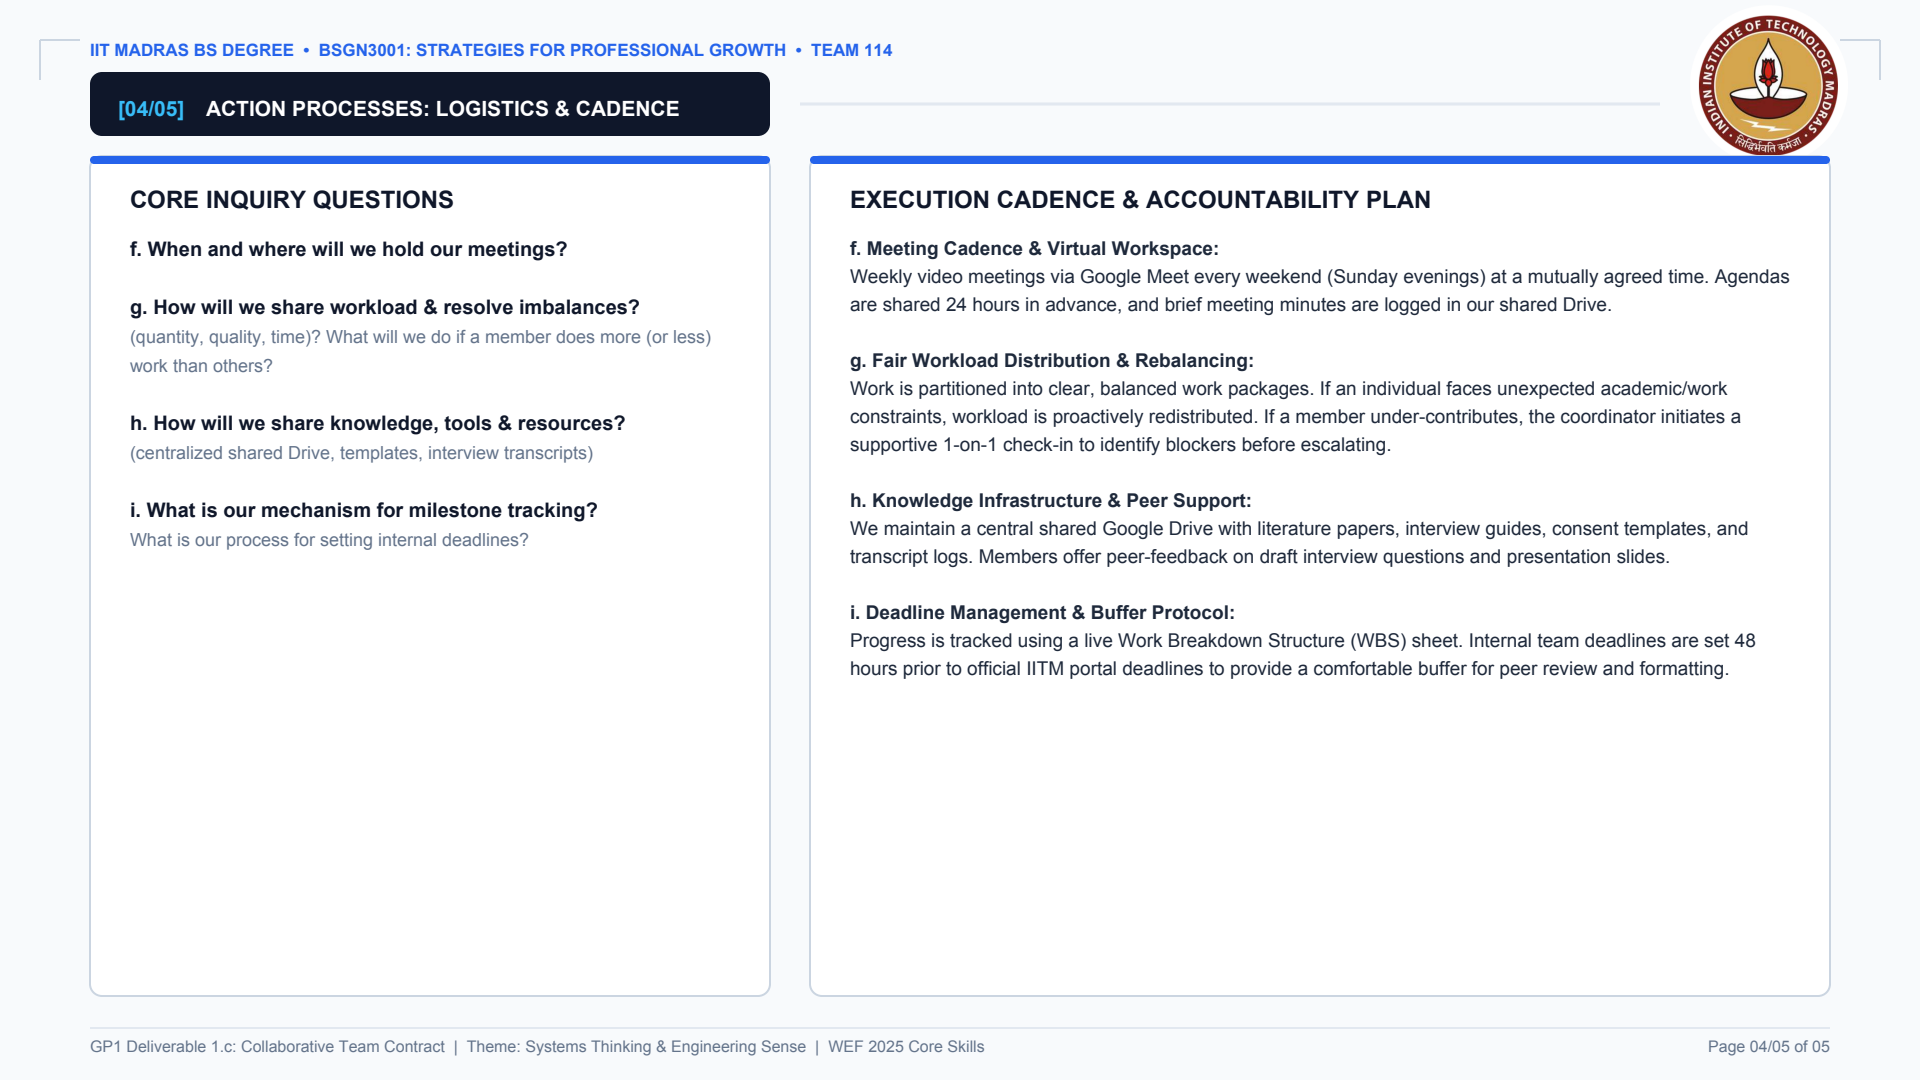 IIT MADRAS BS DEGREE • BSGN3001: STRATEGIES FOR PROFESSIONAL GROWTH • TEAM 114
[04/05] ACTION PROCESSES: LOGISTICS & CADENCE
INDIAN INSTITUTE OF TECHNOLOGY MADRAS
सिद्धिर्भवति कर्मजा
CORE INQUIRY QUESTIONS
f. When and where will we hold our meetings?
g. How will we share workload & resolve imbalances?
(quantity, quality, time)? What will we do if a member does more (or less)
work than others?
h. How will we share knowledge, tools & resources?
(centralized shared Drive, templates, interview transcripts)
i. What is our mechanism for milestone tracking?
What is our process for setting internal deadlines?
EXECUTION CADENCE & ACCOUNTABILITY PLAN
f. Meeting Cadence & Virtual Workspace:
Weekly video meetings via Google Meet every weekend (Sunday evenings) at a mutually agreed time. Agendas
are shared 24 hours in advance, and brief meeting minutes are logged in our shared Drive.
g. Fair Workload Distribution & Rebalancing:
Work is partitioned into clear, balanced work packages. If an individual faces unexpected academic/work
constraints, workload is proactively redistributed. If a member under-contributes, the coordinator initiates a
supportive 1-on-1 check-in to identify blockers before escalating.
h. Knowledge Infrastructure & Peer Support:
We maintain a central shared Google Drive with literature papers, interview guides, consent templates, and
transcript logs. Members offer peer-feedback on draft interview questions and presentation slides.
i. Deadline Management & Buffer Protocol:
Progress is tracked using a live Work Breakdown Structure (WBS) sheet. Internal team deadlines are set 48
hours prior to official IITM portal deadlines to provide a comfortable buffer for peer review and formatting.
GP1 Deliverable 1.c: Collaborative Team Contract | Theme: Systems Thinking & Engineering Sense | WEF 2025 Core Skills
Page 04/05 of 05